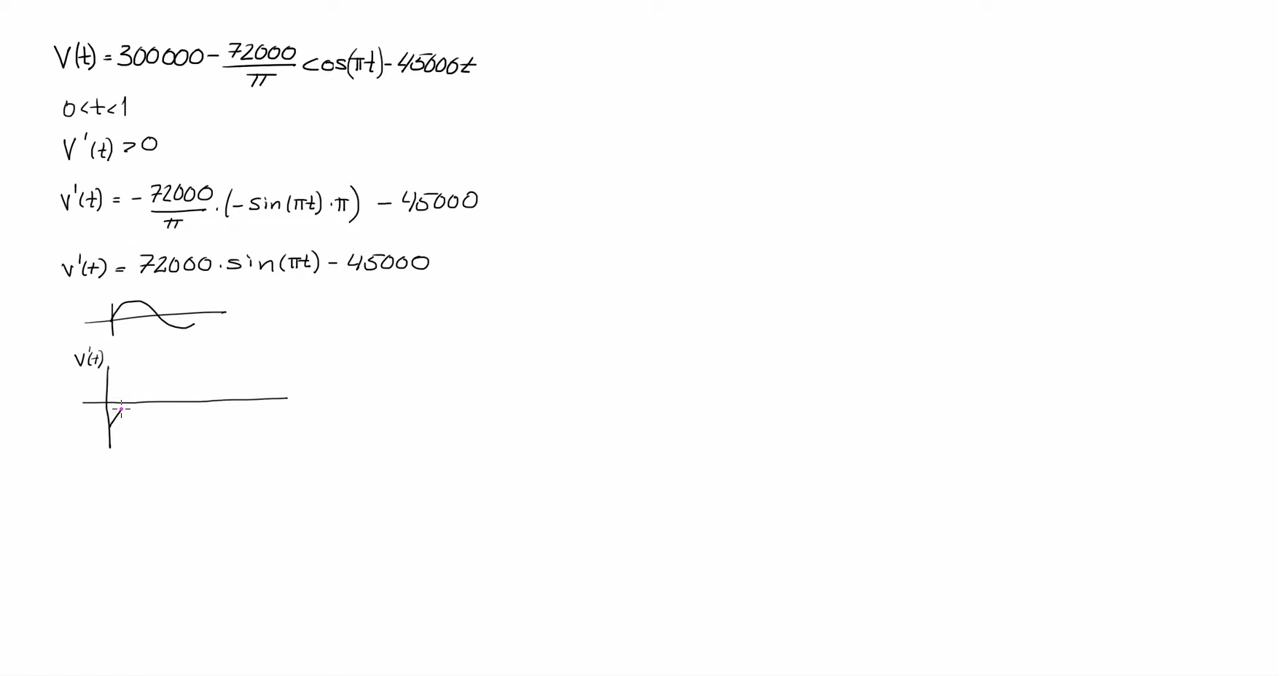 V(t) = 300000 - 72000/π cos(πt) - 45000t
0 < t < 1
V'(t) > 0
V'(t) = - 72000/π · (- sin(πt) · π) - 45000
V'(t) = 72000 · sin(πt) - 45000
V'(t)